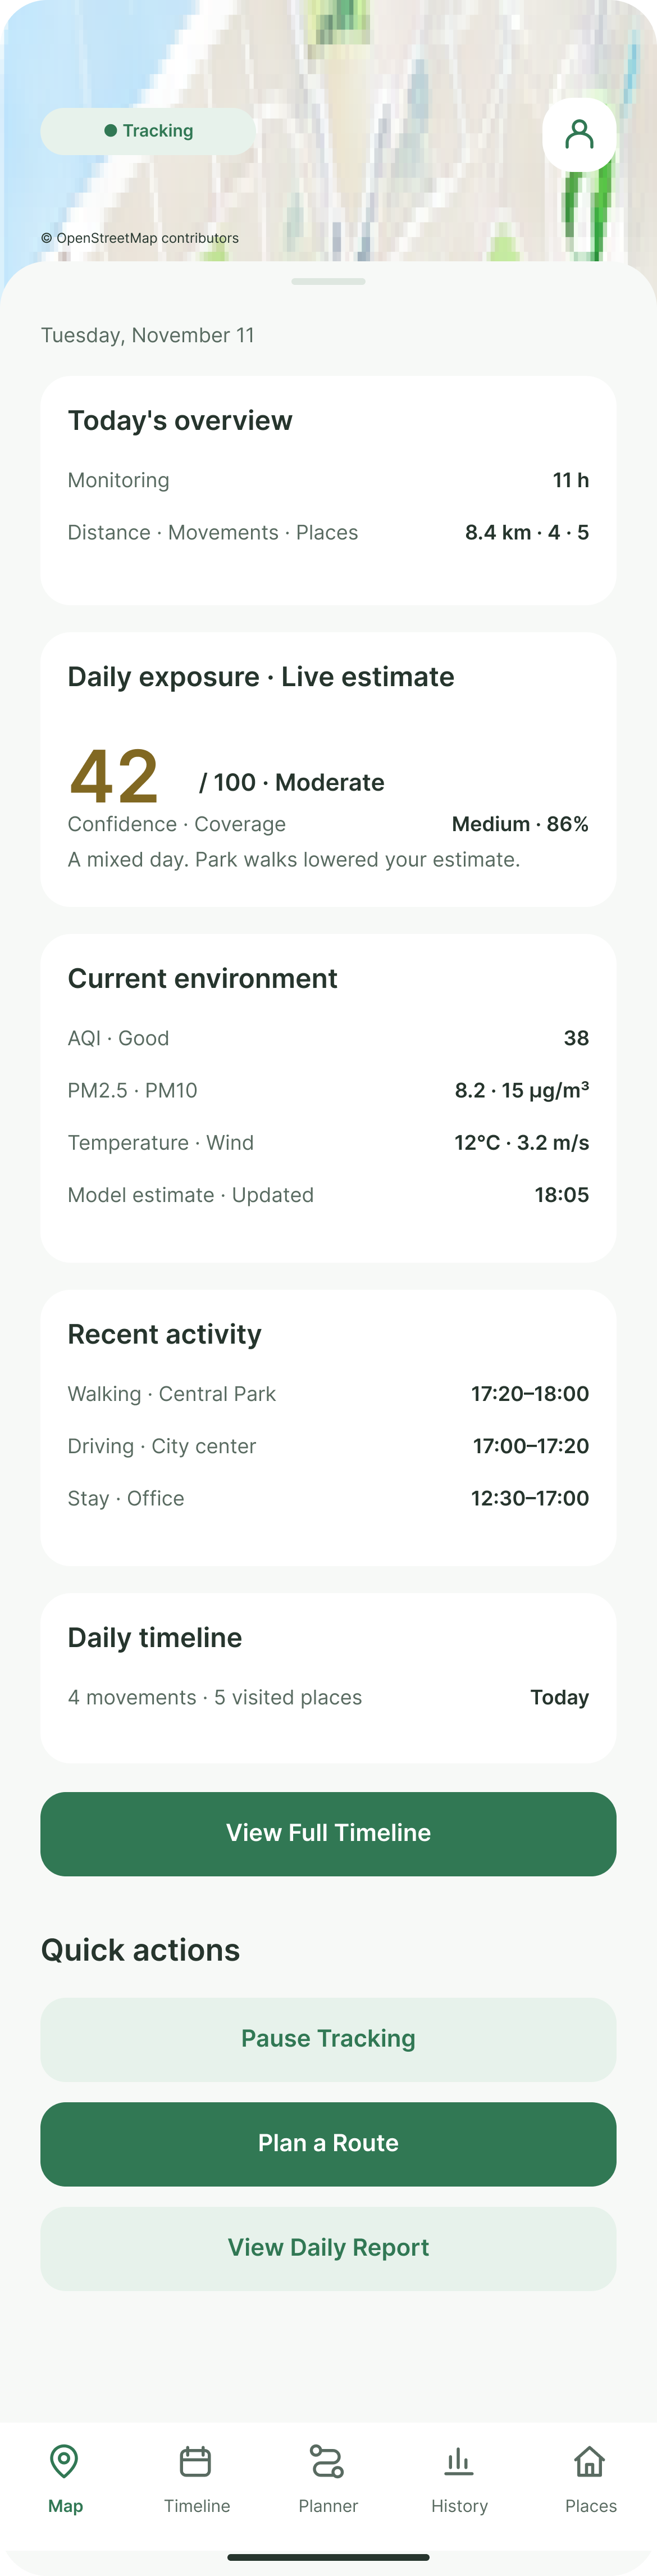 Tracking
© OpenStreetMap contributors
Tuesday, November 11
Today's overview
Monitoring 11 h
Distance · Movements · Places 8.4 km · 4 · 5
Daily exposure · Live estimate
42 / 100 · Moderate
Confidence · Coverage Medium · 86%
A mixed day. Park walks lowered your estimate.
Current environment
AQI · Good 38
PM2.5 · PM10 8.2 · 15 µg/m³
Temperature · Wind 12°C · 3.2 m/s
Model estimate · Updated 18:05
Recent activity
Walking · Central Park 17:20–18:00
Driving · City center 17:00–17:20
Stay · Office 12:30–17:00
Daily timeline
4 movements · 5 visited places Today
View Full Timeline
Quick actions
Pause Tracking
Plan a Route
View Daily Report
Map Timeline Planner History Places